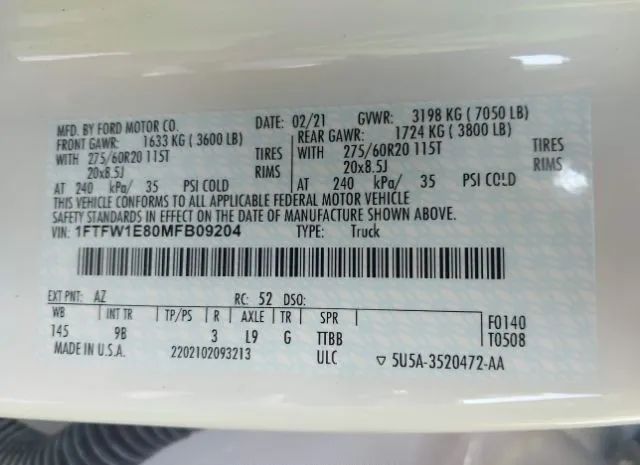 MFD. BY FORD MOTOR CO. DATE: 02/21 GVWR: 3198 KG ( 7050 LB)
FRONT GAWR: 1633 KG ( 3600 LB) REAR GAWR: 1724 KG ( 3800 LB)
WITH 275/60R20 115T TIRES WITH 275/60R20 115T TIRES
20x8.5J RIMS 20x8.5J RIMS
AT 240 kPa/ 35 PSI COLD AT 240 kPa/ 35 PSI COLD
THIS VEHICLE CONFORMS TO ALL APPLICABLE FEDERAL MOTOR VEHICLE
SAFETY STANDARDS IN EFFECT ON THE DATE OF MANUFACTURE SHOWN ABOVE.
VIN: 1FTFW1E80MFB09204 TYPE: Truck
EXT PNT: AZ RC: 52 DSO:
WB INT TR TP/PS R AXLE TR SPR F0140
145 9B 3 L9 G TTBB T0508
MADE IN U.S.A. 2202102093213 ULC ▽ 5U5A-3520472-AA